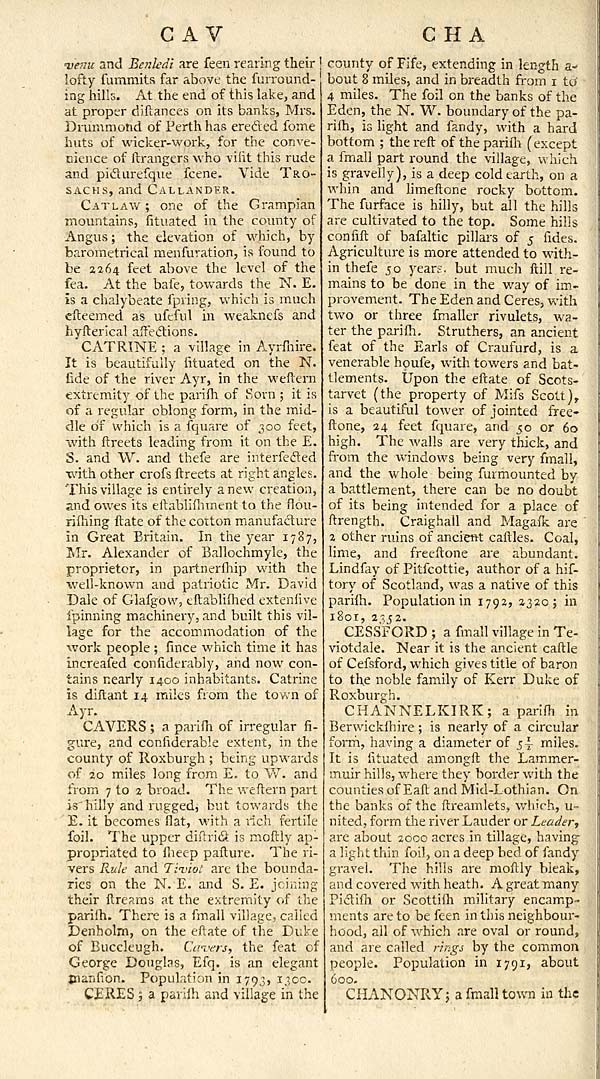 CAV
venu and Benledi are ſeen rearing their
lofty ſummits far above the ſurround-
ing hills. At the end of this lake, and
at proper diſtances on its banks, Mrs.
Drummond of Perth has erected ſome
huts of wicker-work, for the conve-
nience of ſtrangers who viſit this rude
and pictureſque ſcene. Vide TRO-
SACHS, and CALLANDER.
CATLAW; one of the Grampian
mountains, ſituated in the county of
Angus; the elevation of which, by
barometrical menſuration, is found to
be 2264 feet above the level of the
ſea. At the baſe, towards the N. E.
is a chalybeate ſpring, which is much
eſteemed as uſeful in weakneſs and
hyſterical affections.
CATRINE; a village in Ayrſhire.
It is beautifully ſituated on the N.
ſide of the river Ayr, in the weſtern
extremity of the pariſh of Sorn; it is
of a regular oblong form, in the mid-
dle of which is a ſquare of 300 feet,
with ſtreets leading from it on the E.
S. and W. and theſe are interſected
with other croſs ſtreets at right angles.
This village is entirely a new creation,
and owes its eſtabliſhment to the flou-
riſhing ſtate of the cotton manufacture
in Great Britain. In the year 1787,
Mr. Alexander of Ballochmyle, the
proprietor, in partnerſhip with the
well-known and patriotic Mr. David
Dale of Glaſgow, eſtabliſhed extenſive
ſpinning machinery, and built this vil-
lage for the accommodation of the
work people; ſince which time it has
increaſed conſiderably, and now con-
tains nearly 1400 inhabitants. Catrine
is diſtant 14 miles from the town of
Ayr.
CAVERS; a pariſh of irregular fi-
gure, and conſiderable extent, in the
county of Roxburgh; being upwards
of 20 miles long from E. to W. and
from 7 to 2 broad. The weſtern part
is hilly and rugged, but towards the
E. it becomes flat, with a rich fertile
ſoil. The upper diſtrict is moſtly ap-
propriated to ſheep paſture. The ri-
vers Rule and Tiviot are the bounda-
ries on the N. E. and S. E. joining
their ſtreams at the extremity of the
pariſh. There is a ſmall village, called
Denholm, on the eſtate of the Duke
of Buccleugh. Cavers, the ſeat of
George Douglas, Eſq. is an elegant
manſion. Population in 1793, 1300.
CERES; a pariſh and village in the
CHA
county of Fife, extending in length a-
bout 8 miles, and in breadth from 1 to
4 miles. The ſoil on the banks of the
Eden, the N. W. boundary of the pa-
riſh, is light and ſandy, with a hard
bottom; the reſt of the pariſh (except
a ſmall part round the village, which
is gravelly), is a deep cold earth, on a
whin and limeſtone rocky bottom.
The ſurface is hilly, but all the hills
are cultivated to the top. Some hills
conſiſt of baſaltic pillars of 5 ſides.
Agriculture is more attended to with-
in theſe 50 years. but much ſtill re-
mains to be done in the way of im-
provement. The Eden and Ceres, with
two or three ſmaller rivulets, wa-
ter the pariſh. Struthers, an ancient
ſeat of the Earls of Craufurd, is a
venerable houſe, with towers and bat-
tlements. Upon the eſtate of Scots-
tarvet (the property of Miſs Scott),
is a beautiful tower of jointed free-
ſtone, 24 feet ſquare, and 50 or 60
high. The walls are very thick, and
from the windows being very ſmall,
and the whole being ſurmounted by
a battlement, there can be no doubt
of its being intended for a place of
ſtrength. Craighall and Magaſk are
2 other ruins of ancient caſtles. Coal,
lime, and freeſtone are abundant.
Lindſay of Pitſcottie, author of a hiſ-
tory of Scotland, was a native of this
pariſh. Population in 1792, 2320; in
1801, 2352.
CESSFORD; a ſmall village in Te-
viotdale. Near it is the ancient caſtle
of Ceſsford, which gives title of baron
to the noble family of Kerr Duke of
Roxburgh.
CHANNELKIRK; a pariſh in
Berwickſhire; is nearly of a circular
form, having a diameter of 5½ miles.
It is ſituated amongſt the Lammer-
muir hills, where they border with the
counties of Eaſt and Mid-Lothian. On
the banks of the ſtreamlets, which, u-
nited, form the river Lauder or Leader,
are about 2000 acres in tillage, having
a light thin ſoil, on a deep bed of ſandy
gravel. The hills are moſtly bleak,
and covered with heath. A great many
Pictiſh or Scottiſh military encamp-
ments are to be ſeen in this neighbour-
hood, all of which are oval or round,
and are called rings by the common
people. Population in 1791, about
600.
CHANONRY; a ſmall town in the